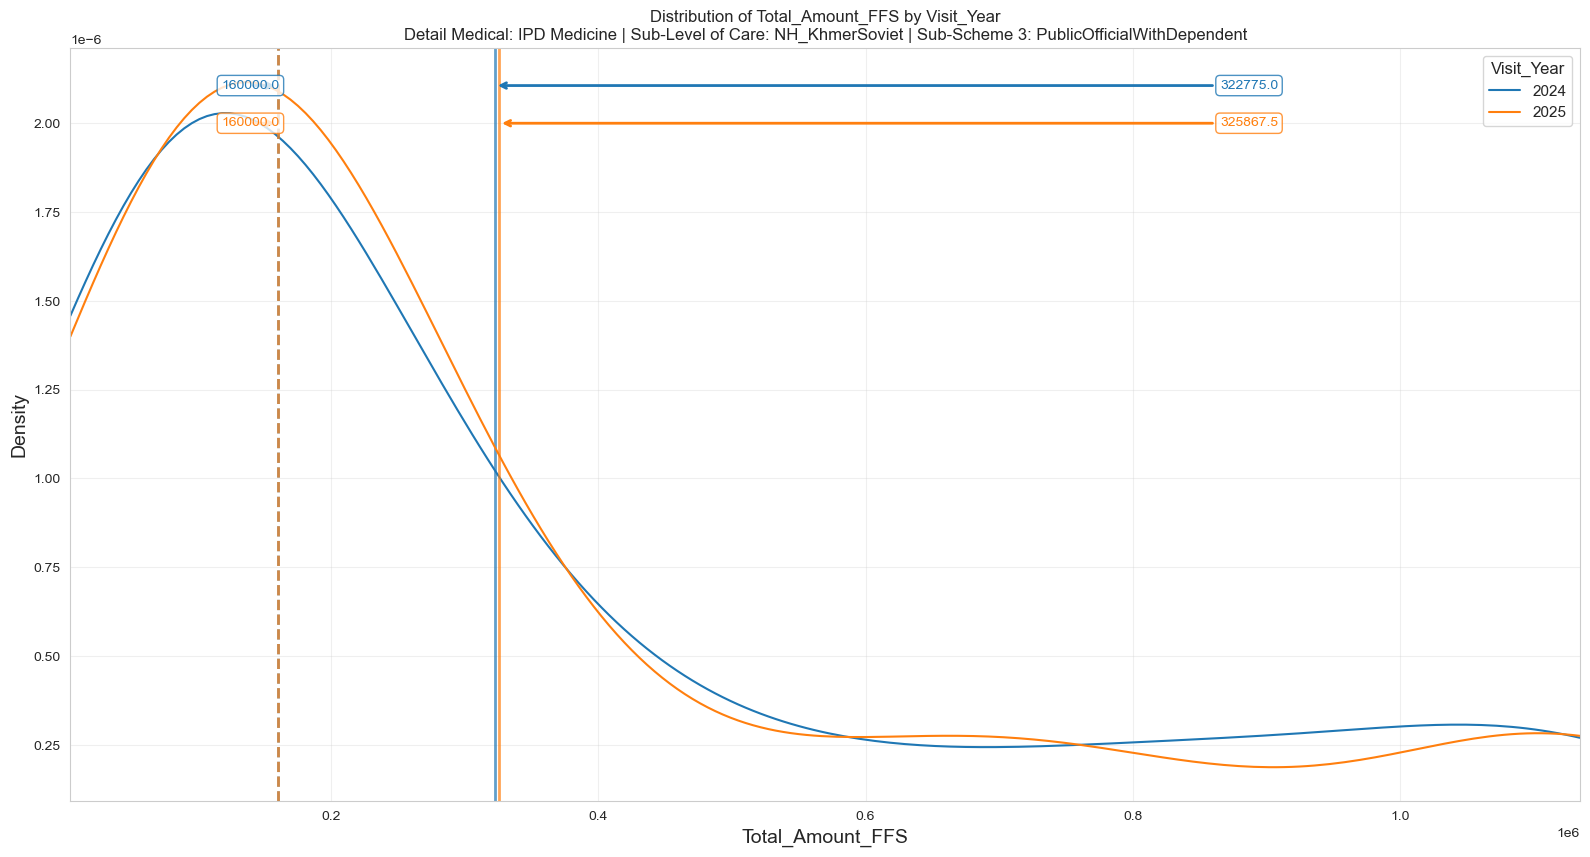 Distribution of Total_Amount_FFS by Visit_Year
Detail Medical: IPD Medicine | Sub-Level of Care: NH_KhmerSoviet | Sub-Scheme 3: PublicOfficialWithDependent
1e−6
Visit_Year
2024
2025
160000.0
322775.0
160000.0
325867.5
2.00
1.75
1.50
1.25
1.00
0.75
0.50
0.25
Density
0.2
0.4
0.6
0.8
1.0
1e6
Total_Amount_FFS